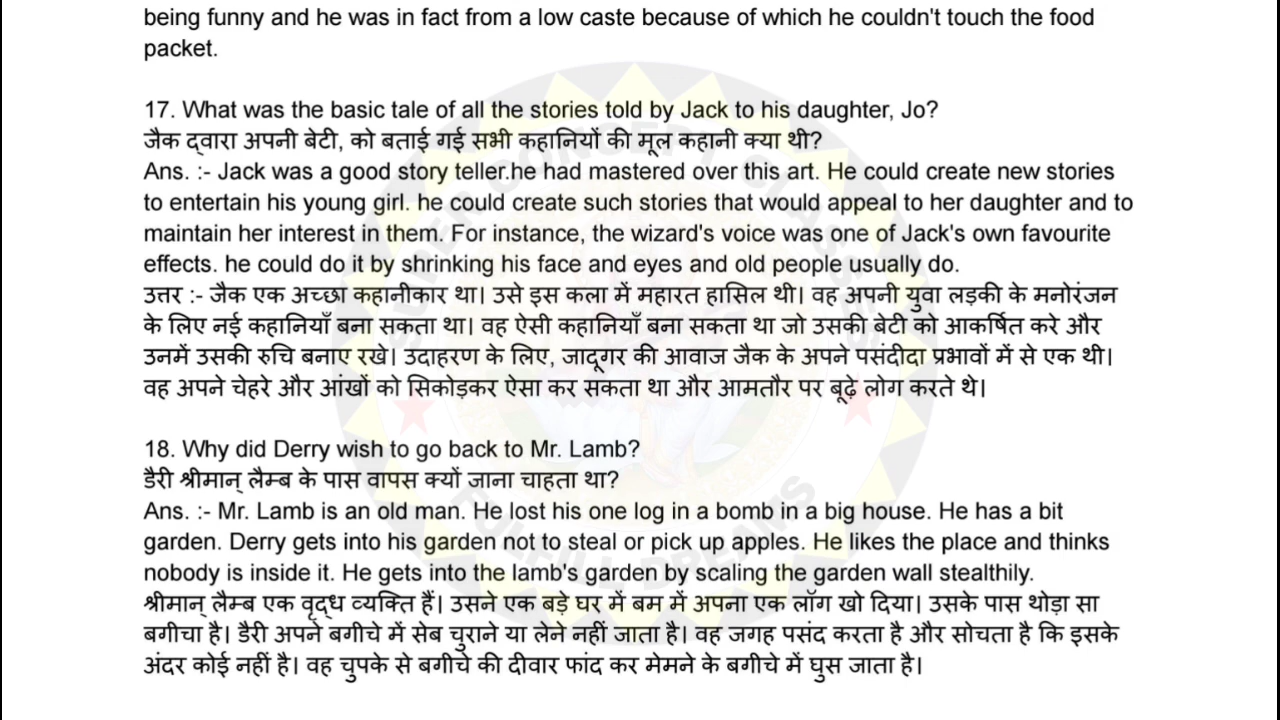 being funny and he was in fact from a low caste because of which he couldn't touch the food
packet.
17. What was the basic tale of all the stories told by Jack to his daughter, Jo?
जैक द्वारा अपनी बेटी, को बताई गई सभी कहानियों की मूल कहानी क्या थी?
Ans. :- Jack was a good story teller.he had mastered over this art. He could create new stories
to entertain his young girl. he could create such stories that would appeal to her daughter and to
maintain her interest in them. For instance, the wizard's voice was one of Jack's own favourite
effects. he could do it by shrinking his face and eyes and old people usually do.
उत्तर :- जैक एक अच्छा कहानीकार था। उसे इस कला में महारत हासिल थी। वह अपनी युवा लड़की के मनोरंजन
के लिए नई कहानियाँ बना सकता था। वह ऐसी कहानियाँ बना सकता था जो उसकी बेटी को आकर्षित करे और
उनमें उसकी रुचि बनाए रखे। उदाहरण के लिए, जादूगर की आवाज जैक के अपने पसंदीदा प्रभावों में से एक थी।
वह अपने चेहरे और आंखों को सिकोड़कर ऐसा कर सकता था और आमतौर पर बूढ़े लोग करते थे।
18. Why did Derry wish to go back to Mr. Lamb?
डैरी श्रीमान् लैम्ब के पास वापस क्यों जाना चाहता था?
Ans. :- Mr. Lamb is an old man. He lost his one log in a bomb in a big house. He has a bit
garden. Derry gets into his garden not to steal or pick up apples. He likes the place and thinks
nobody is inside it. He gets into the lamb's garden by scaling the garden wall stealthily.
श्रीमान् लैम्ब एक वृद्ध व्यक्ति हैं। उसने एक बड़े घर में बम में अपना एक लॉग खो दिया। उसके पास थोड़ा सा
बगीचा है। डैरी अपने बगीचे में सेब चुराने या लेने नहीं जाता है। वह जगह पसंद करता है और सोचता है कि इसके
अंदर कोई नहीं है। वह चुपके से बगीचे की दीवार फांद कर मेमने के बगीचे में घुस जाता है।
SUPER CONCEPT CLASSES
FULFILL DREAMS